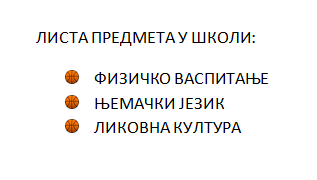 ЛИСТА ПРЕДМЕТА У ШКОЛИ:
ФИЗИЧКО ВАСПИТАЊЕ
ЊЕМАЧКИ ЈЕЗИК
ЛИКОВНА КУЛТУРА